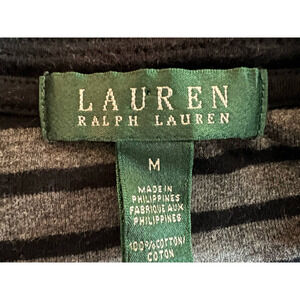 LAUREN
RALPH LAUREN
M
MADE IN
PHILIPPINES
FABRIQUE AUX
PHILIPPINES
100% COTTON/
COTON